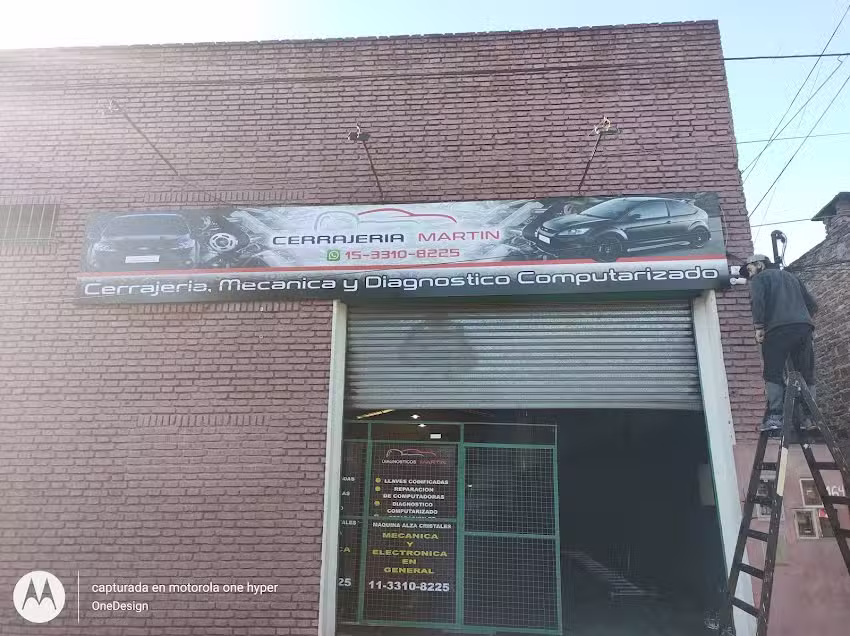 CERRAJERIA MARTIN
15-3310-8225
Cerrajeria, Mecanica y Diagnostico Computarizado
DIAGNOSTICOS MARTIN
LLAVES CODIFICADAS
REPARACION
DE COMPUTADORAS
DIAGNOSTICO
COMPUTARIZADO
MAQUINA ALZA CRISTALES
MECANICA
Y
ELECTRONICA
EN
GENERAL
11-3310-8225
capturada en motorola one hyper
OneDesign